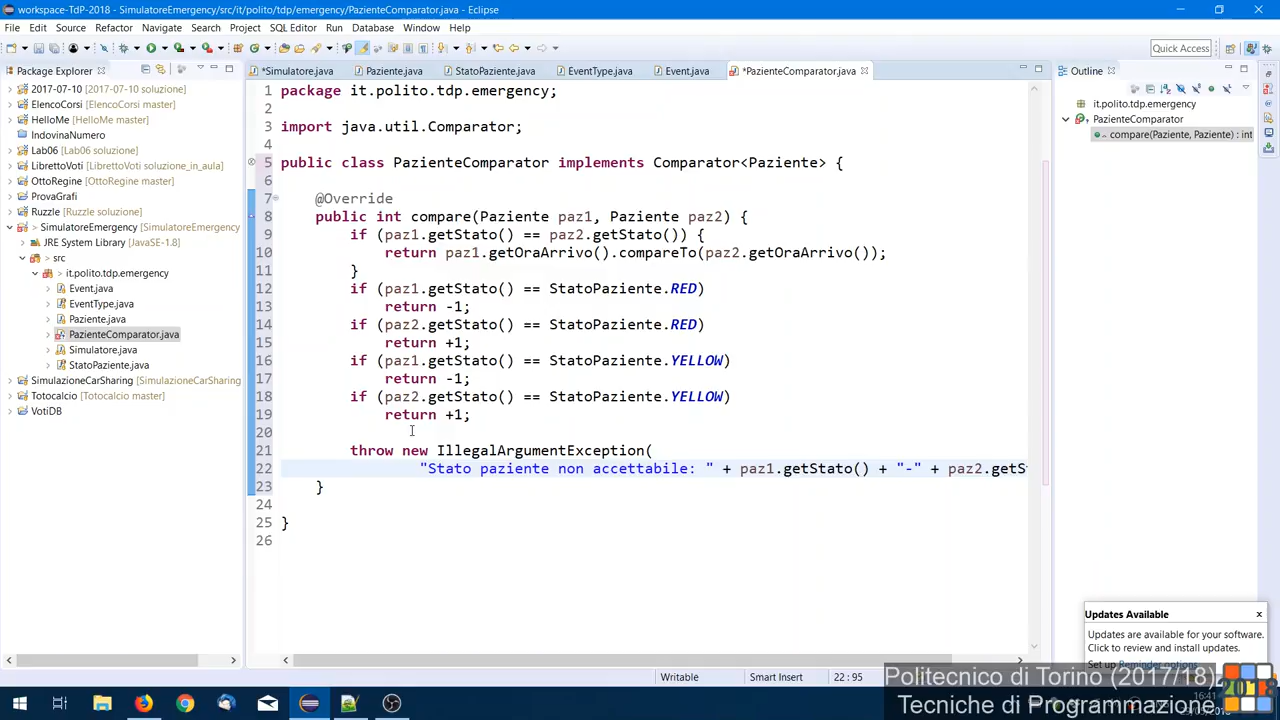 workspace-TdP-2018 - SimulatoreEmergency/src/it/polito/tdp/emergency/PazienteComparator.java - Eclipse
File Edit Source Refactor Navigate Search Project SQL Editor Run Database Window Help
Quick Access
Package Explorer
2017-07-10 [2017-07-10 soluzione]
ElencoCorsi [ElencoCorsi master]
HelloMe [HelloMe master]
IndovinaNumero
Lab06 [Lab06 soluzione]
LibrettoVoti [LibrettoVoti soluzione_in_aula]
OttoRegine [OttoRegine master]
ProvaGrafi
Ruzzle [Ruzzle soluzione]
SimulatoreEmergency [SimulatoreEmergency
JRE System Library [JavaSE-1.8]
src
it.polito.tdp.emergency
Event.java
EventType.java
Paziente.java
PazienteComparator.java
Simulatore.java
StatoPaziente.java
SimulazioneCarSharing [SimulazioneCarSharing
Totocalcio [Totocalcio master]
VotiDB
*Simulatore.java Paziente.java StatoPaziente.java EventType.java Event.java *PazienteComparator.java
1 package it.polito.tdp.emergency;
2
3 import java.util.Comparator;
4
5 public class PazienteComparator implements Comparator<Paziente> {
6
7 @Override
8 public int compare(Paziente paz1, Paziente paz2) {
9 if (paz1.getStato() == paz2.getStato()) {
10 return paz1.getOraArrivo().compareTo(paz2.getOraArrivo());
11 }
12 if (paz1.getStato() == StatoPaziente.RED)
13 return -1;
14 if (paz2.getStato() == StatoPaziente.RED)
15 return +1;
16 if (paz1.getStato() == StatoPaziente.YELLOW)
17 return -1;
18 if (paz2.getStato() == StatoPaziente.YELLOW)
19 return +1;
20
21 throw new IllegalArgumentException(
22 "Stato paziente non accettabile: " + paz1.getStato() + "-" + paz2.getS
23 }
24
25 }
26
Outline
it.polito.tdp.emergency
PazienteComparator
compare(Paziente, Paziente) : int
Updates Available
Updates are available for your software.
Click to review and install updates.
Set up Reminder options
Writable Smart Insert 22 : 95
Politecnico di Torino (2017/18)
Tecniche di Programmazione
2018
16:41